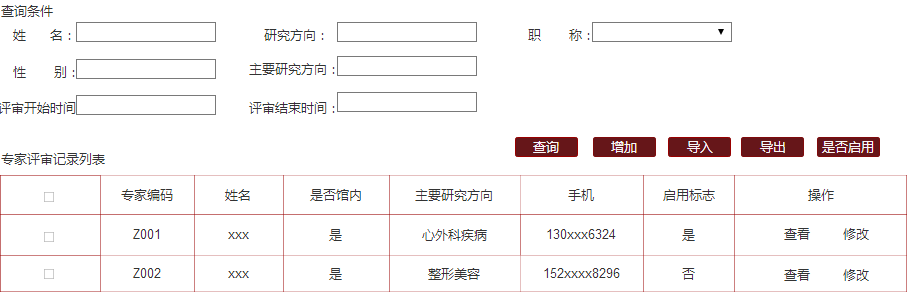 查询条件
姓 名： 研究方向： 职 称：
性 别： 主要研究方向：
评审开始时间 评审结束时间：
查询 增加 导入 导出 是否启用
专家评审记录列表
专家编码 姓名 是否馆内 主要研究方向 手机 启用标志 操作
Z001 xxx 是 心外科疾病 130xxx6324 是 查看 修改
Z002 xxx 是 整形美容 152xxxx8296 否 查看 修改